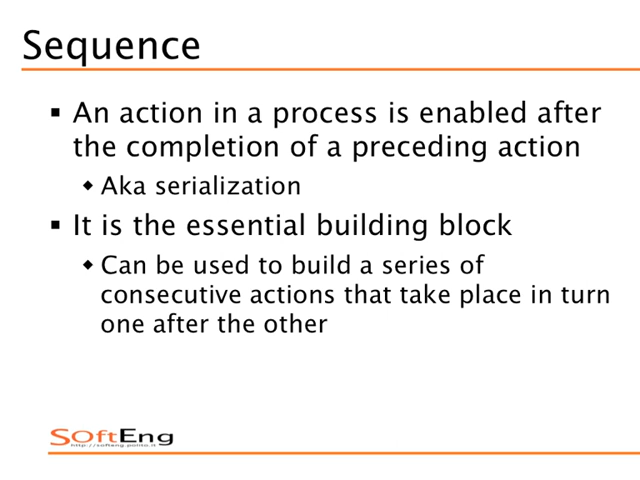 Sequence
▪ An action in a process is enabled after
the completion of a preceding action
◆ Aka serialization
▪ It is the essential building block
◆ Can be used to build a series of
consecutive actions that take place in turn
one after the other
SOftEng
http://softeng.polito.it